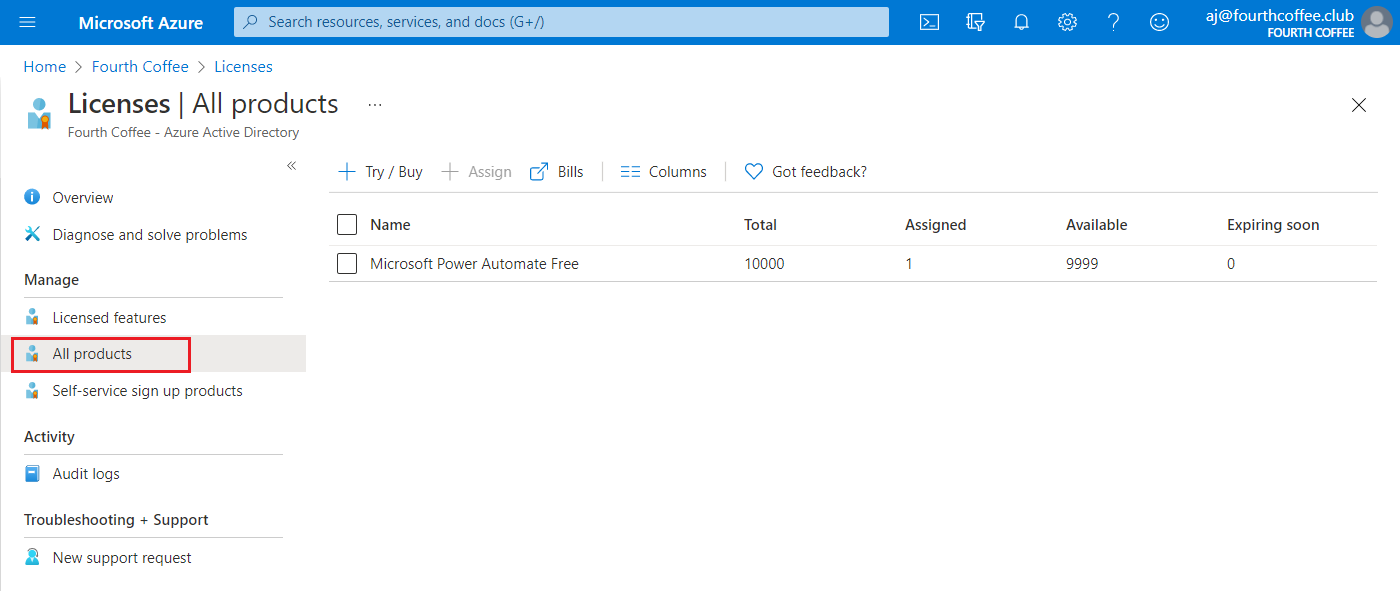 Microsoft Azure
Search resources, services, and docs (G+/)
aj@fourthcoffee.club
FOURTH COFFEE
Home > Fourth Coffee > Licenses
Licenses | All products ...
Fourth Coffee - Azure Active Directory
Try / Buy Assign Bills Columns Got feedback?
Overview
Diagnose and solve problems
Manage
Licensed features
All products
Self-service sign up products
Activity
Audit logs
Troubleshooting + Support
New support request
Name Total Assigned Available Expiring soon
Microsoft Power Automate Free 10000 1 9999 0